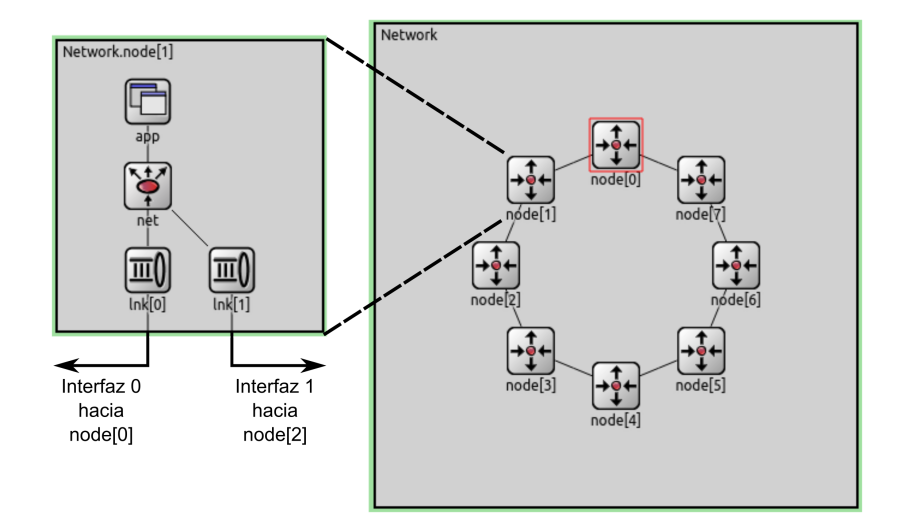 Network.node[1]
app
net
lnk[0]
lnk[1]
Interfaz 0
hacia
node[0]
Interfaz 1
hacia
node[2]
Network
node[0]
node[1]
node[7]
node[2]
node[6]
node[3]
node[5]
node[4]